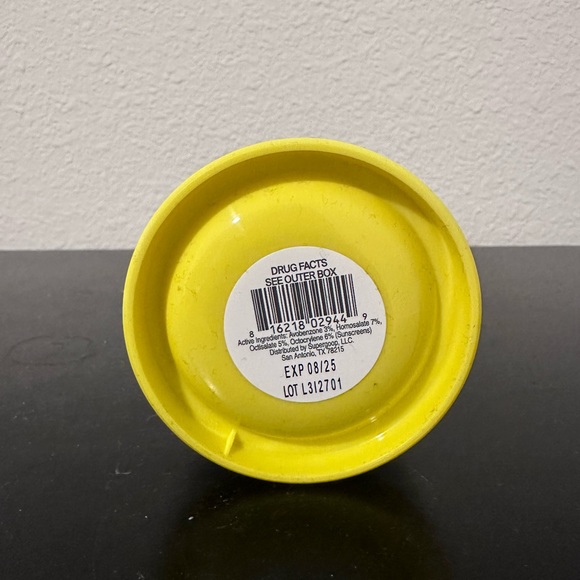 DRUG FACTS
SEE OUTER BOX
8 16218 02944 9
Active Ingredients: Avobenzone 3%, Homosalate 7%,
Octisalate 5%, Octocrylene 6% (Sunscreens)
Distributed by Supergoop, LLC.
San Antonio, TX 78215
EXP 08/25
LOT L3I2701